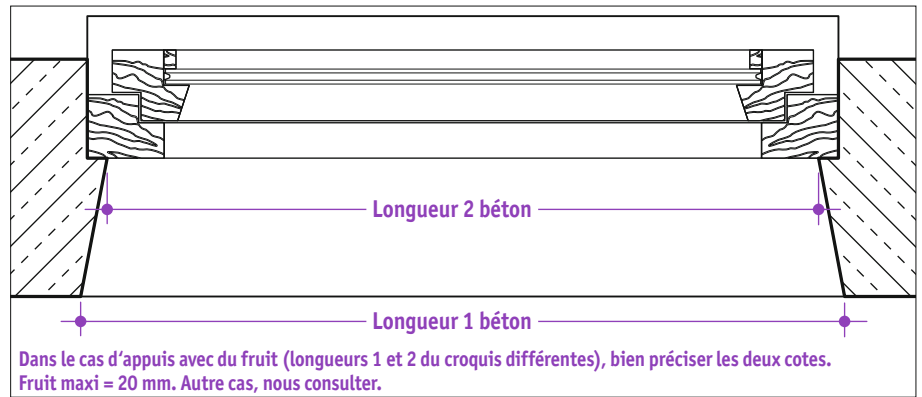 Longueur 2 béton
Longueur 1 béton
Dans le cas d‘appuis avec du fruit (longueurs 1 et 2 du croquis différentes), bien préciser les deux cotes.
Fruit maxi = 20 mm. Autre cas, nous consulter.